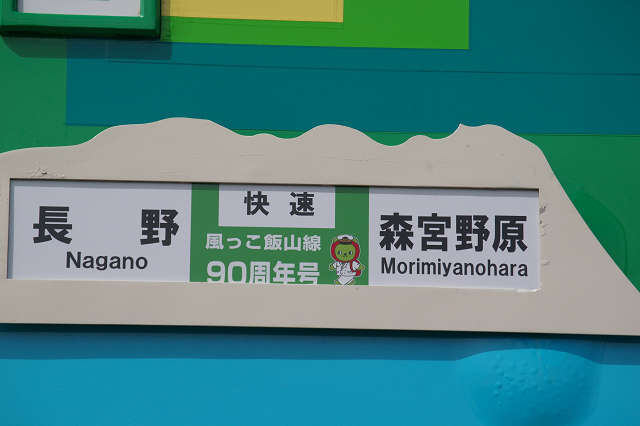 長野
Nagano
快速
風っこ飯山線
90周年号
森宮野原
Morimiyanohara